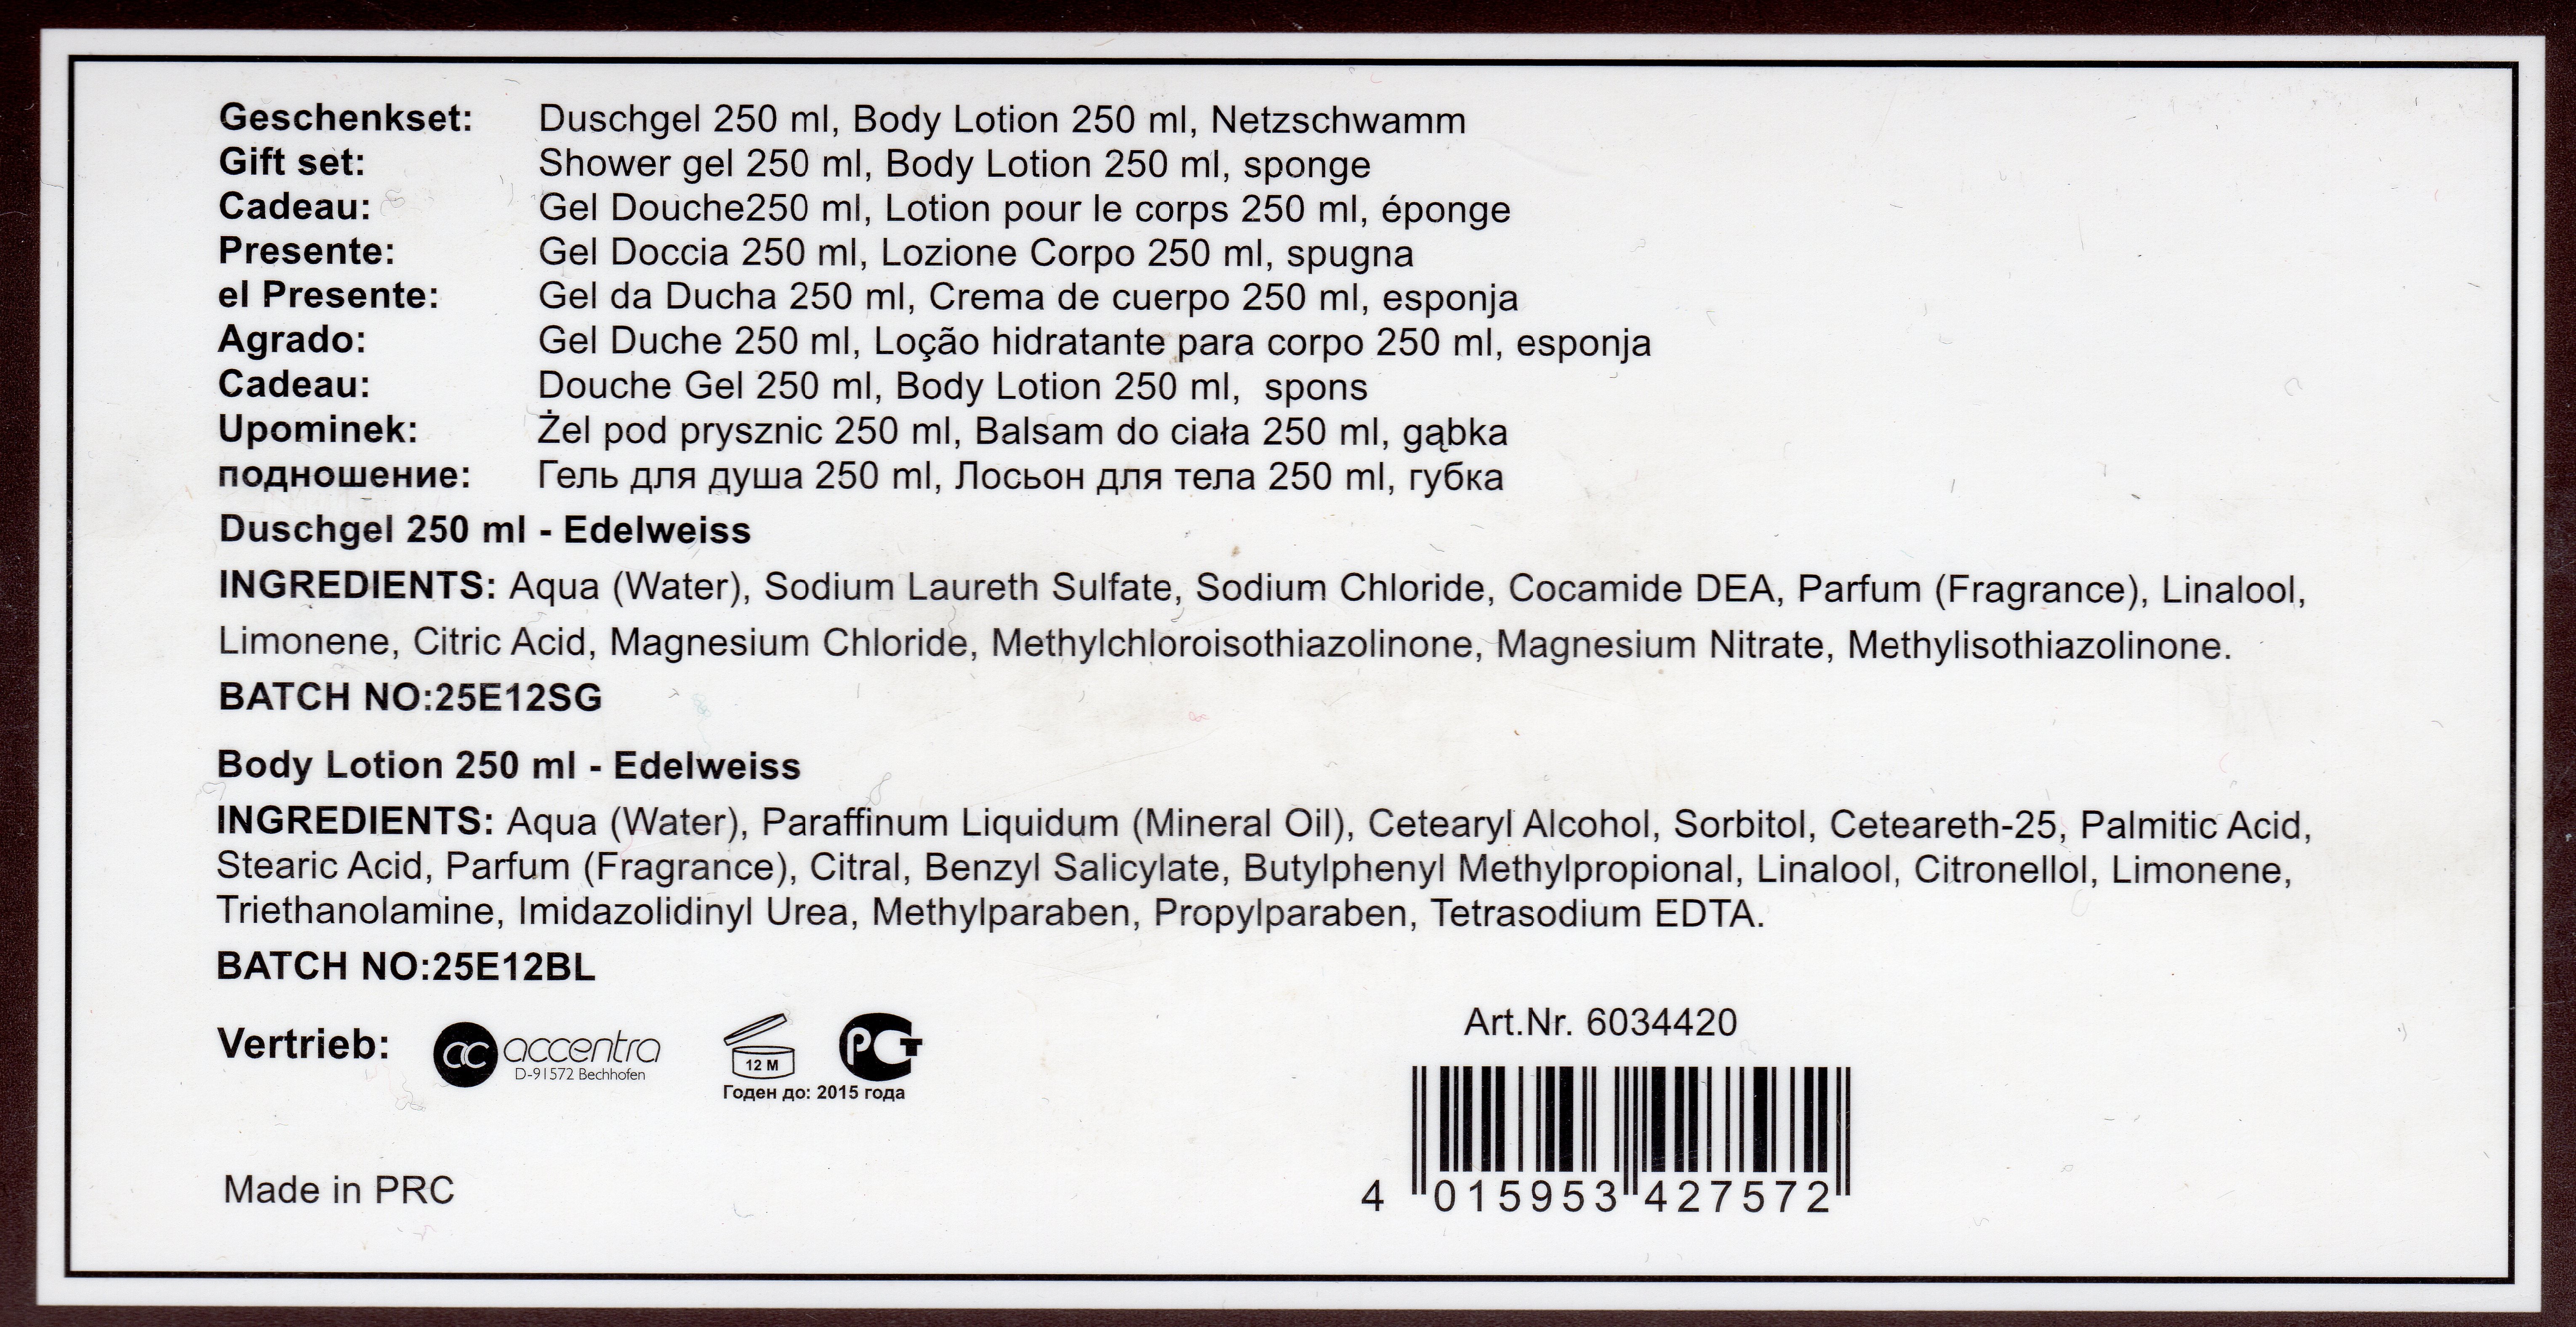 Geschenkset: Duschgel 250 ml, Body Lotion 250 ml, Netzschwamm
Gift set: Shower gel 250 ml, Body Lotion 250 ml, sponge
Cadeau: Gel Douche250 ml, Lotion pour le corps 250 ml, éponge
Presente: Gel Doccia 250 ml, Lozione Corpo 250 ml, spugna
el Presente: Gel da Ducha 250 ml, Crema de cuerpo 250 ml, esponja
Agrado: Gel Duche 250 ml, Loção hidratante para corpo 250 ml, esponja
Cadeau: Douche Gel 250 ml, Body Lotion 250 ml, spons
Upominek: Żel pod prysznic 250 ml, Balsam do ciała 250 ml, gąbka
подношение: Гель для душа 250 ml, Лосьон для тела 250 ml, губка
Duschgel 250 ml - Edelweiss
INGREDIENTS: Aqua (Water), Sodium Laureth Sulfate, Sodium Chloride, Cocamide DEA, Parfum (Fragrance), Linalool,
Limonene, Citric Acid, Magnesium Chloride, Methylchloroisothiazolinone, Magnesium Nitrate, Methylisothiazolinone.
BATCH NO:25E12SG
Body Lotion 250 ml - Edelweiss
INGREDIENTS: Aqua (Water), Paraffinum Liquidum (Mineral Oil), Cetearyl Alcohol, Sorbitol, Ceteareth-25, Palmitic Acid,
Stearic Acid, Parfum (Fragrance), Citral, Benzyl Salicylate, Butylphenyl Methylpropional, Linalool, Citronellol, Limonene,
Triethanolamine, Imidazolidinyl Urea, Methylparaben, Propylparaben, Tetrasodium EDTA.
BATCH NO:25E12BL
Vertrieb: ac accentra
D-91572 Bechhofen
12 M
РСТ
Годен до: 2015 года
Art.Nr. 6034420
4 015953 427572
Made in PRC